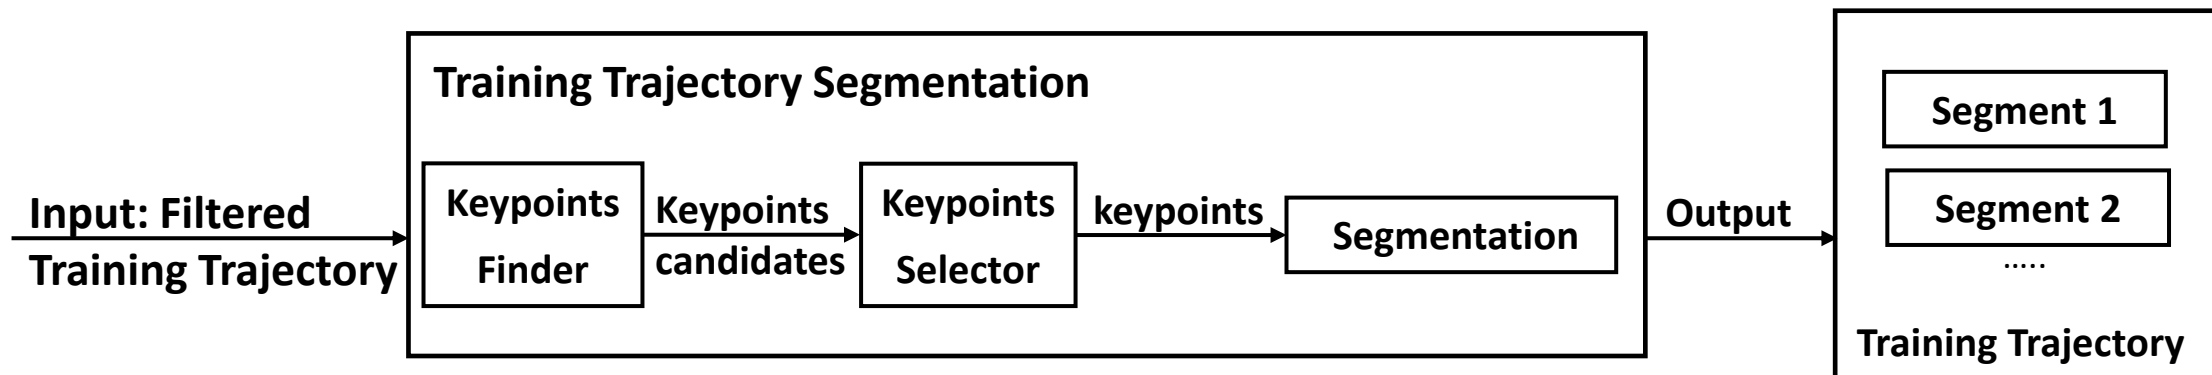 Input: Filtered
Training Trajectory
Training Trajectory Segmentation
Keypoints
Finder
Keypoints
candidates
Keypoints
Selector
keypoints
Segmentation
Output
Segment 1
Segment 2
.....
Training Trajectory